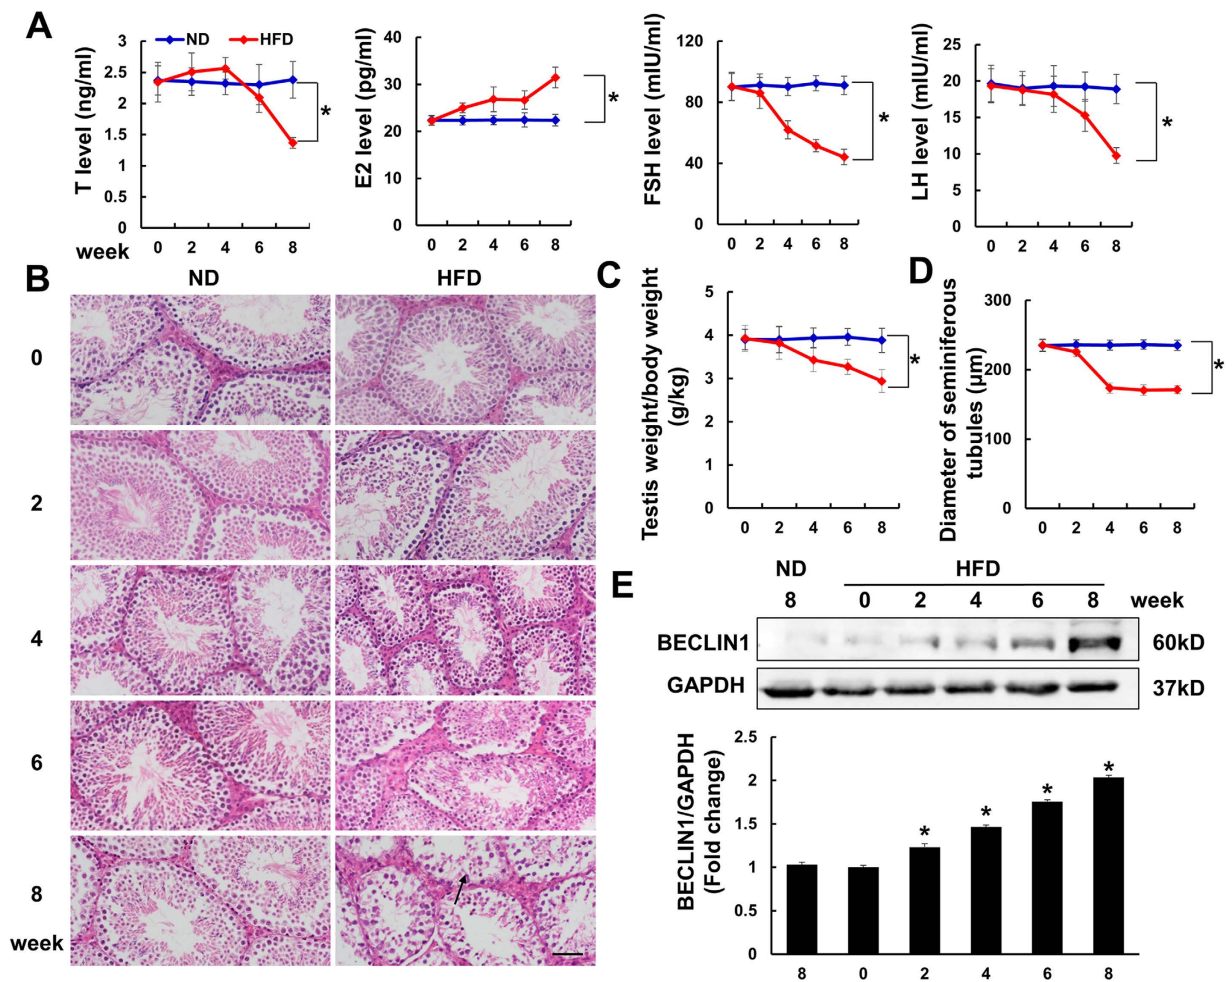 A
T level (ng/ml)
ND
HFD
3
2.5
2
1.5
1
0.5
0
*
week
0 2 4 6 8
E2 level (pg/ml)
40
30
20
10
0
*
0 2 4 6 8
FSH level (mIU/ml)
120
80
40
0
*
0 2 4 6 8
LH level (mIU/ml)
25
20
15
10
5
0
*
0 2 4 6 8
B
ND HFD
0
2
4
6
8
week
C
Testis weight/body weight
(g/kg)
5
4
3
2
1
0
*
0 2 4 6 8
D
Diameter of seminiferous
tubules (μm)
300
200
100
0
*
0 2 4 6 8
E
ND HFD
8 0 2 4 6 8 week
BECLIN1 60kD
GAPDH 37kD
BECLIN1/GAPDH
(Fold change)
2.5
2
1.5
1
0.5
0
* * * *
8 0 2 4 6 8